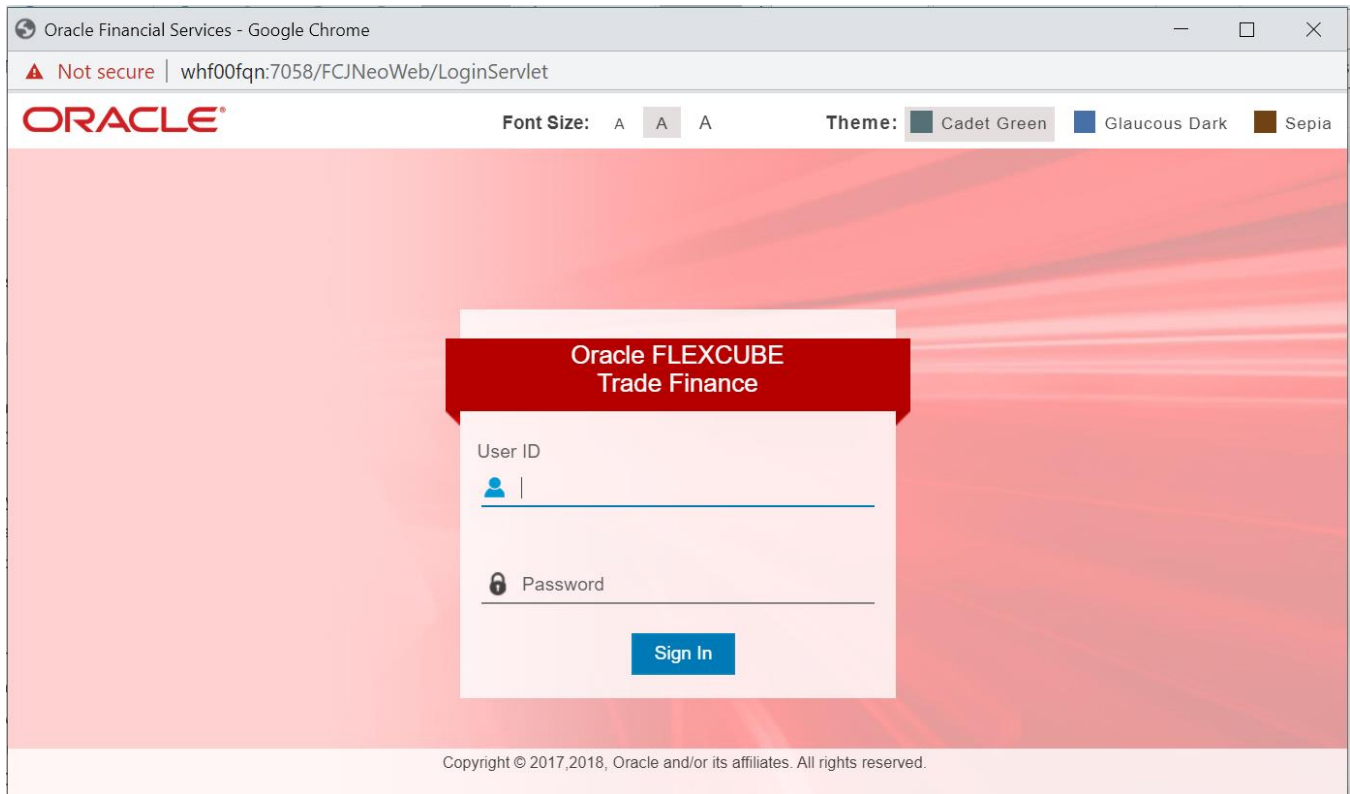 Oracle Financial Services - Google Chrome
Not secure | whf00fqn:7058/FCJNeoWeb/LoginServlet
ORACLE® Font Size: A A A Theme: Cadet Green Glaucous Dark Sepia
Oracle FLEXCUBE
Trade Finance
User ID
Password
Sign In
Copyright © 2017,2018, Oracle and/or its affiliates. All rights reserved.